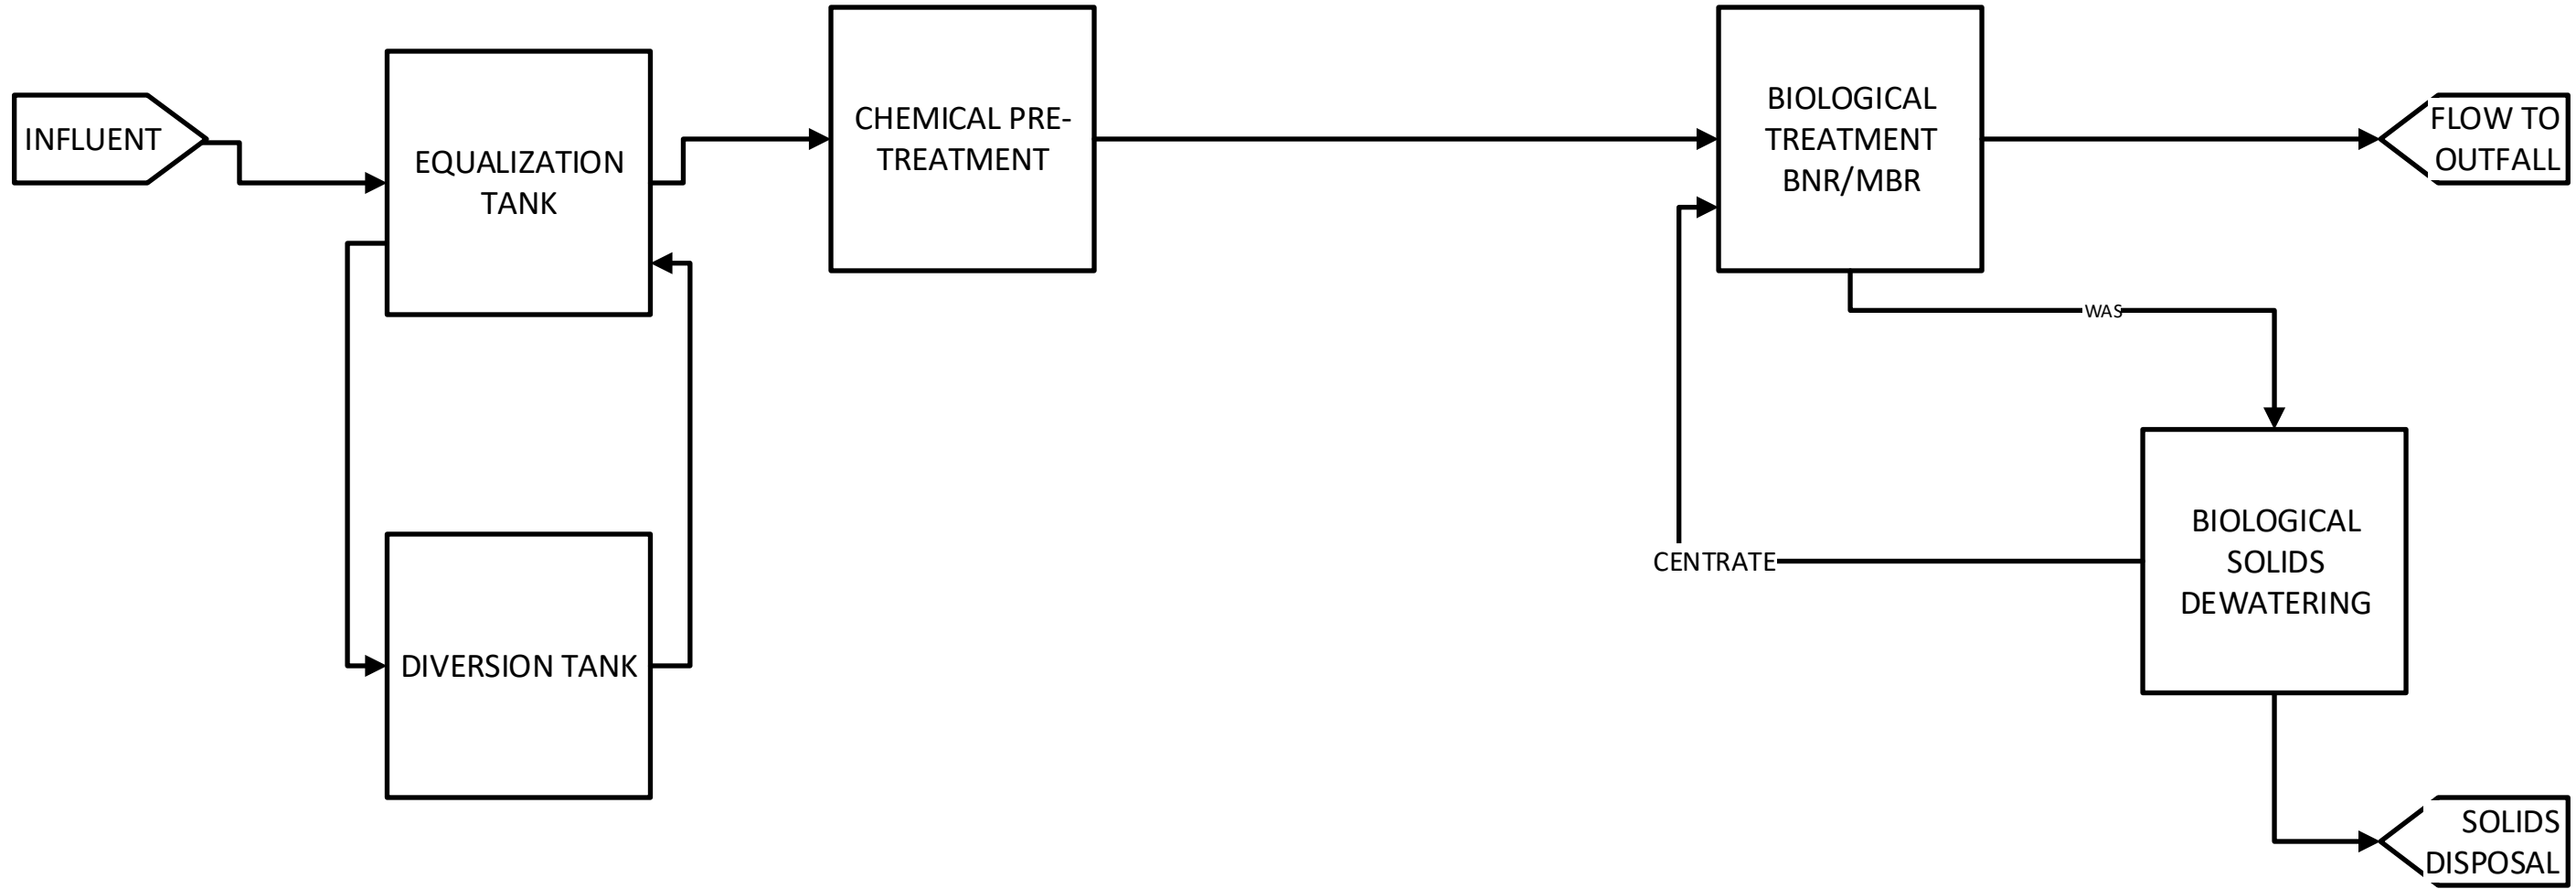 INFLUENT
EQUALIZATION
TANK
CHEMICAL PRE-
TREATMENT
BIOLOGICAL
TREATMENT
BNR/MBR
FLOW TO
OUTFALL
WAS
DIVERSION TANK
CENTRATE
BIOLOGICAL
SOLIDS
DEWATERING
SOLIDS
DISPOSAL